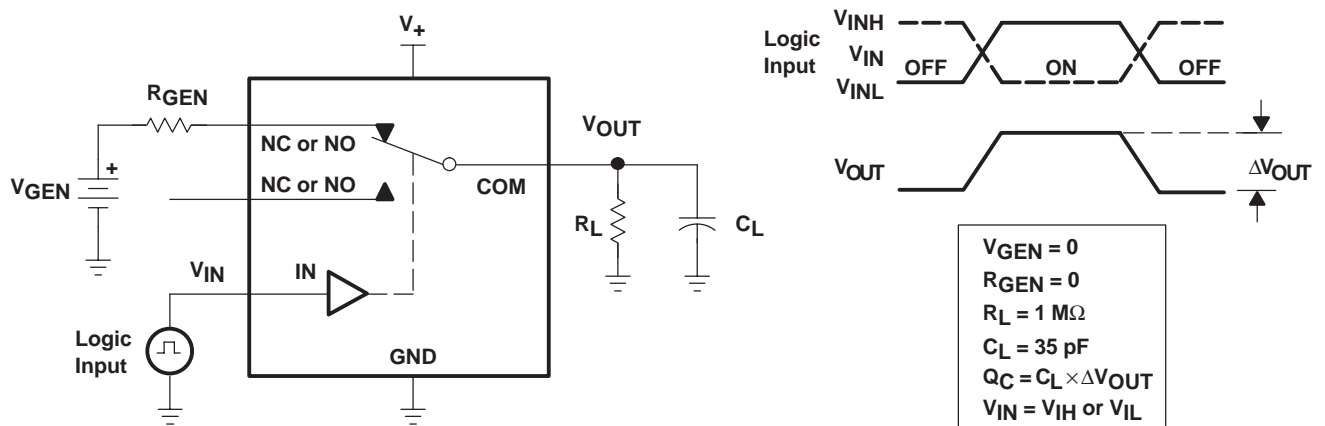 V+
RGEN
NC or NO
VGEN
+
NC or NO
COM
VOUT
RL
CL
VIN
IN
Logic
Input
GND
Logic
Input
VINH
VIN
VINL
OFF
ON
OFF
VOUT
ΔVOUT
VGEN = 0
RGEN = 0
RL = 1 MΩ
CL = 35 pF
QC = CL × ΔVOUT
VIN = VIH or VIL